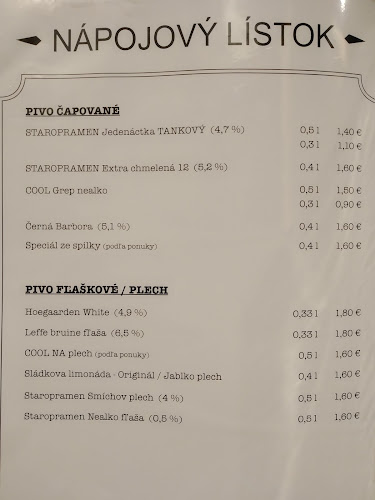 NÁPOJOVÝ LÍSTOK
PIVO ČAPOVANÉ
STAROPRAMEN Jedenáctka TANKOVÝ (4,7 %) 0,5 l 1,40 €
0,3 l 1,10 €
STAROPRAMEN Extra chmelená 12 (5,2 %) 0,4 l 1,60 €
COOL Grep nealko 0,5 l 1,50 €
0,3 l 0,90 €
Černá Barbora (5,1 %) 0,4 l 1,60 €
Speciál ze spilky (podľa ponuky) 0,4 l 1,60 €
PIVO FĽAŠKOVÉ / PLECH
Hoegaarden White (4,9 %) 0,33 l 1,80 €
Leffe bruine fľaša (6,5 %) 0,33 l 1,80 €
COOL NA plech (podľa ponuky) 0,5 l 1,60 €
Sládkova limonáda - Originál / Jablko plech 0,4 l 1,60 €
Staropramen Smíchov plech (4 %) 0,5 l 1,60 €
Staropramen Nealko fľaša (0,5 %) 0,5 l 1,60 €